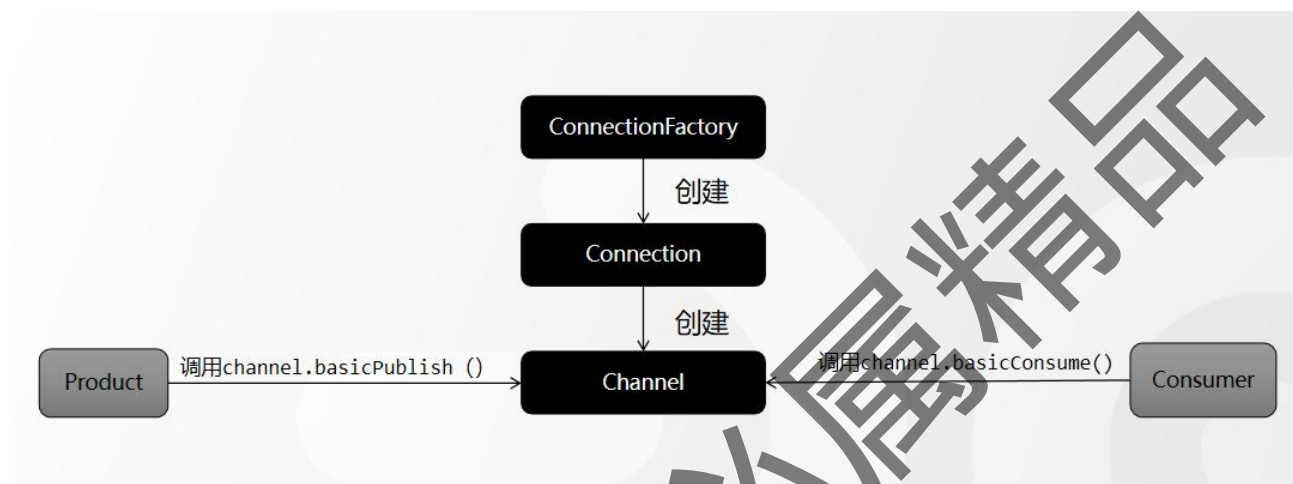 ConnectionFactory
创建
Connection
创建
Product
调用channel.basicPublish ()
Channel
调用channel.basicConsume()
Consumer
属精品